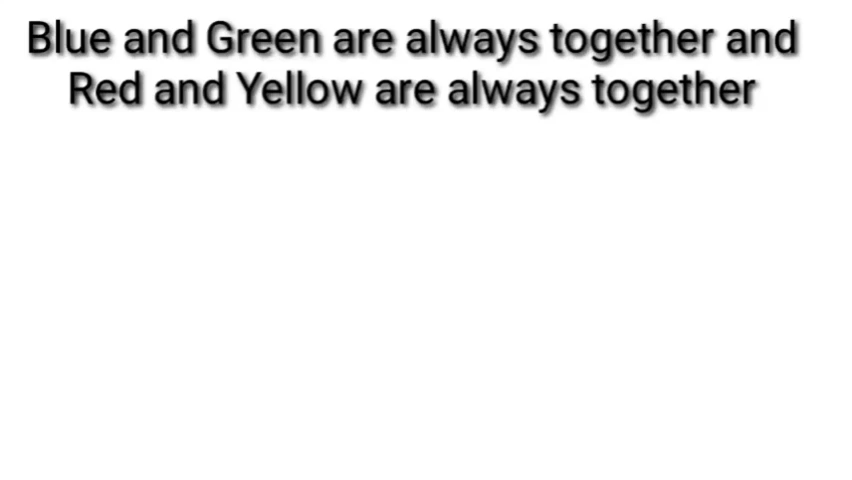 Blue and Green are always together and
Red and Yellow are always together